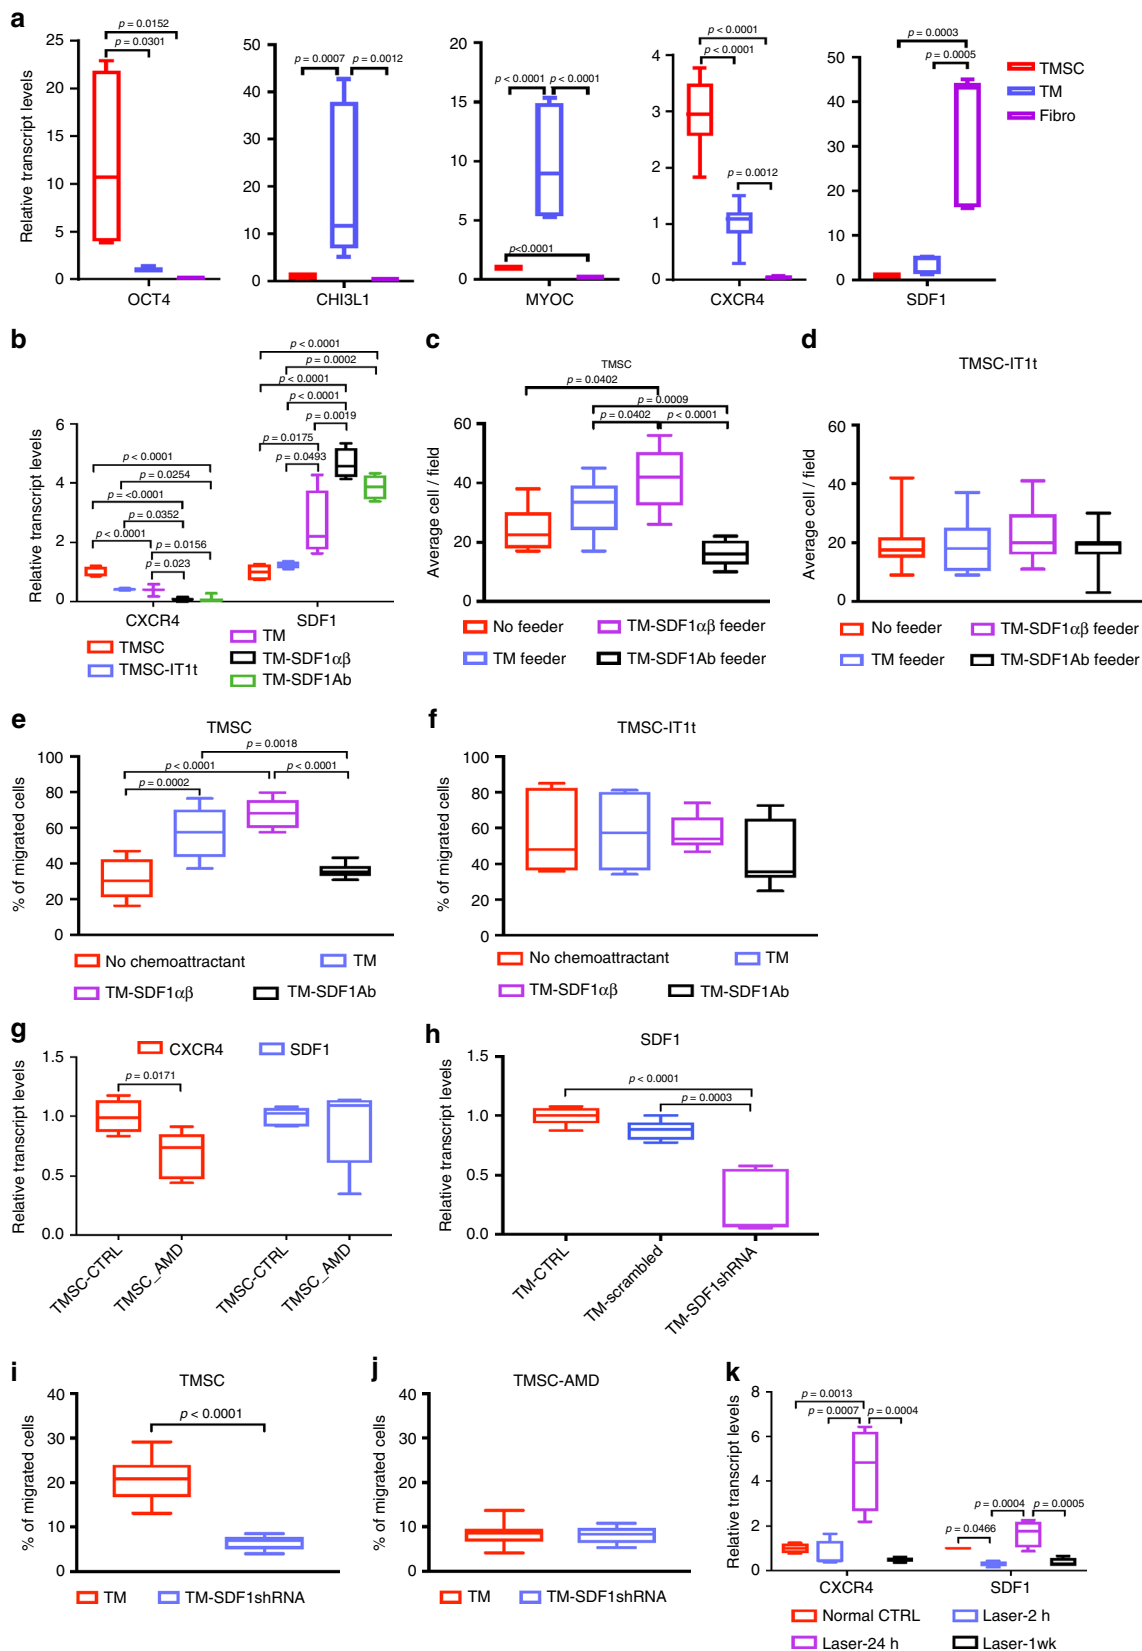 a
Relative transcript levels
25
20
15
10
5
0
p = 0.0152
p = 0.0301
OCT4
50
40
30
20
10
0
p = 0.0007
p = 0.0012
CHI3L1
20
15
10
5
0
p < 0.0001
p < 0.0001
p<0.0001
MYOC
4
3
2
1
0
p < 0.0001
p < 0.0001
p = 0.0012
CXCR4
50
40
30
20
10
0
p = 0.0003
p = 0.0005
SDF1
TMSC
TM
Fibro
b
Relative transcript levels
6
4
2
0
p < 0.0001
p = 0.0254
p = <0.0001
p = 0.0352
p < 0.0001
p = 0.0156
p = 0.023
p < 0.0001
p = 0.0002
p < 0.0001
p < 0.0001
p = 0.0019
p = 0.0175
p = 0.0493
CXCR4
SDF1
TMSC
TMSC-IT1t
TM
TM-SDF1αβ
TM-SDF1Ab
c
TMSC
Average cell / field
60
40
20
0
p = 0.0402
p = 0.0009
p = 0.0402
p < 0.0001
No feeder
TM-SDF1αβ feeder
TM feeder
TM-SDF1Ab feeder
d
TMSC-IT1t
Average cell / field
60
40
20
0
No feeder
TM-SDF1αβ feeder
TM feeder
TM-SDF1Ab feeder
e
TMSC
% of migrated cells
100
80
60
40
20
0
p = 0.0018
p < 0.0001
p < 0.0001
p = 0.0002
No chemoattractant
TM
TM-SDF1αβ
TM-SDF1Ab
f
TMSC-IT1t
% of migrated cells
100
80
60
40
20
0
No chemoattractant
TM
TM-SDF1αβ
TM-SDF1Ab
g
Relative transcript levels
1.5
1.0
0.5
0.0
CXCR4
SDF1
p = 0.0171
TMSC-CTRL
TMSC_AMD
TMSC-CTRL
TMSC_AMD
h
SDF1
Relative transcript levels
1.5
1.0
0.5
0.0
p < 0.0001
p = 0.0003
TM-CTRL
TM-scrambled
TM-SDF1shRNA
i
TMSC
% of migrated cells
40
30
20
10
0
p < 0.0001
TM
TM-SDF1shRNA
j
TMSC-AMD
% of migrated cells
40
30
20
10
0
TM
TM-SDF1shRNA
k
Relative transcript levels
8
6
4
2
0
p = 0.0013
p = 0.0007
p = 0.0004
p = 0.0004
p = 0.0005
p = 0.0466
CXCR4
SDF1
Normal CTRL
Laser-2 h
Laser-24 h
Laser-1wk